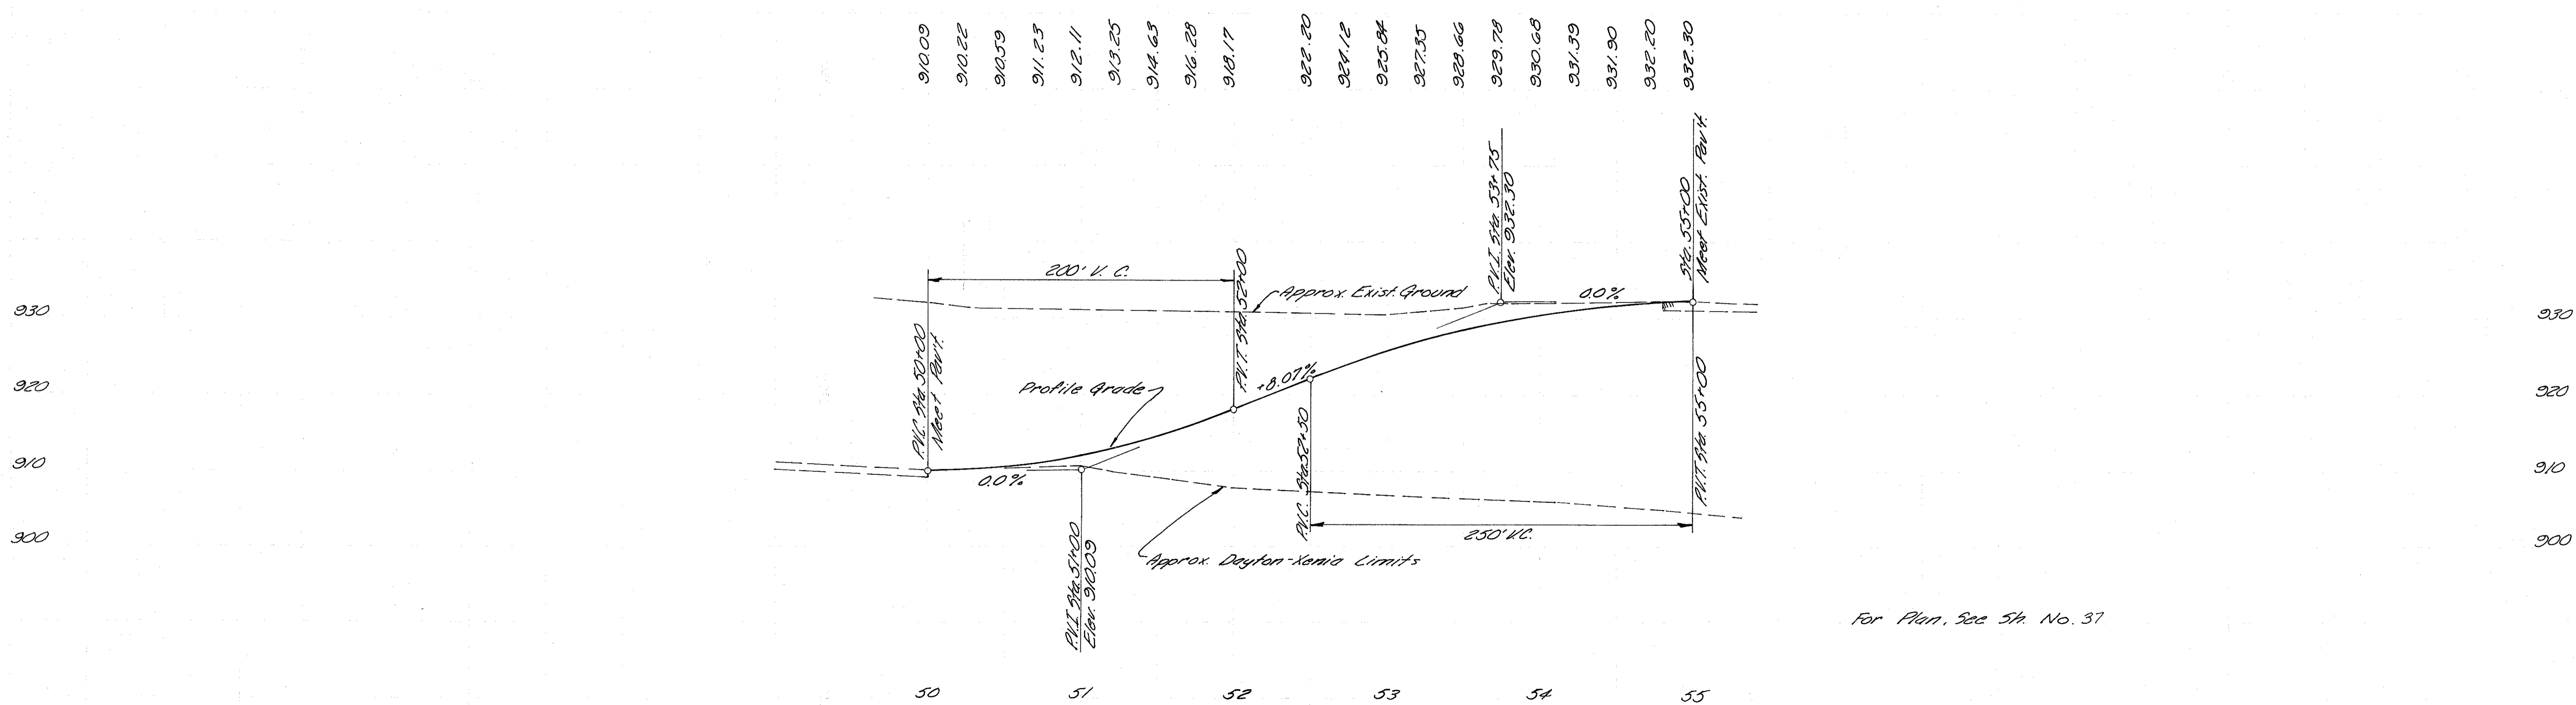 910.09
910.22
910.59
911.23
912.11
913.25
914.63
916.28
918.17
922.20
924.12
925.84
927.35
928.66
929.78
930.68
931.39
931.90
932.20
932.30
P.V.I. Sta. 53+75
Elev. 932.30
Sta. 55+00
Meet Exist. Pav't.
200' V. C.
P.V.T. Sta. 52+00
Approx. Exist. Ground
0.0%
930
930
P.V.C. Sta. 50+00
Meet Pav't.
Profile Grade
+8.07%
920
920
P.V.C. Sta. 52+50
P.V.T. Sta. 55+00
910
910
0.0%
900
900
250' V.C.
P.V.I. Sta. 51+00
Elev. 910.09
Approx. Dayton-Xenia Limits
For Plan, See Sh. No. 37
50
51
52
53
54
55